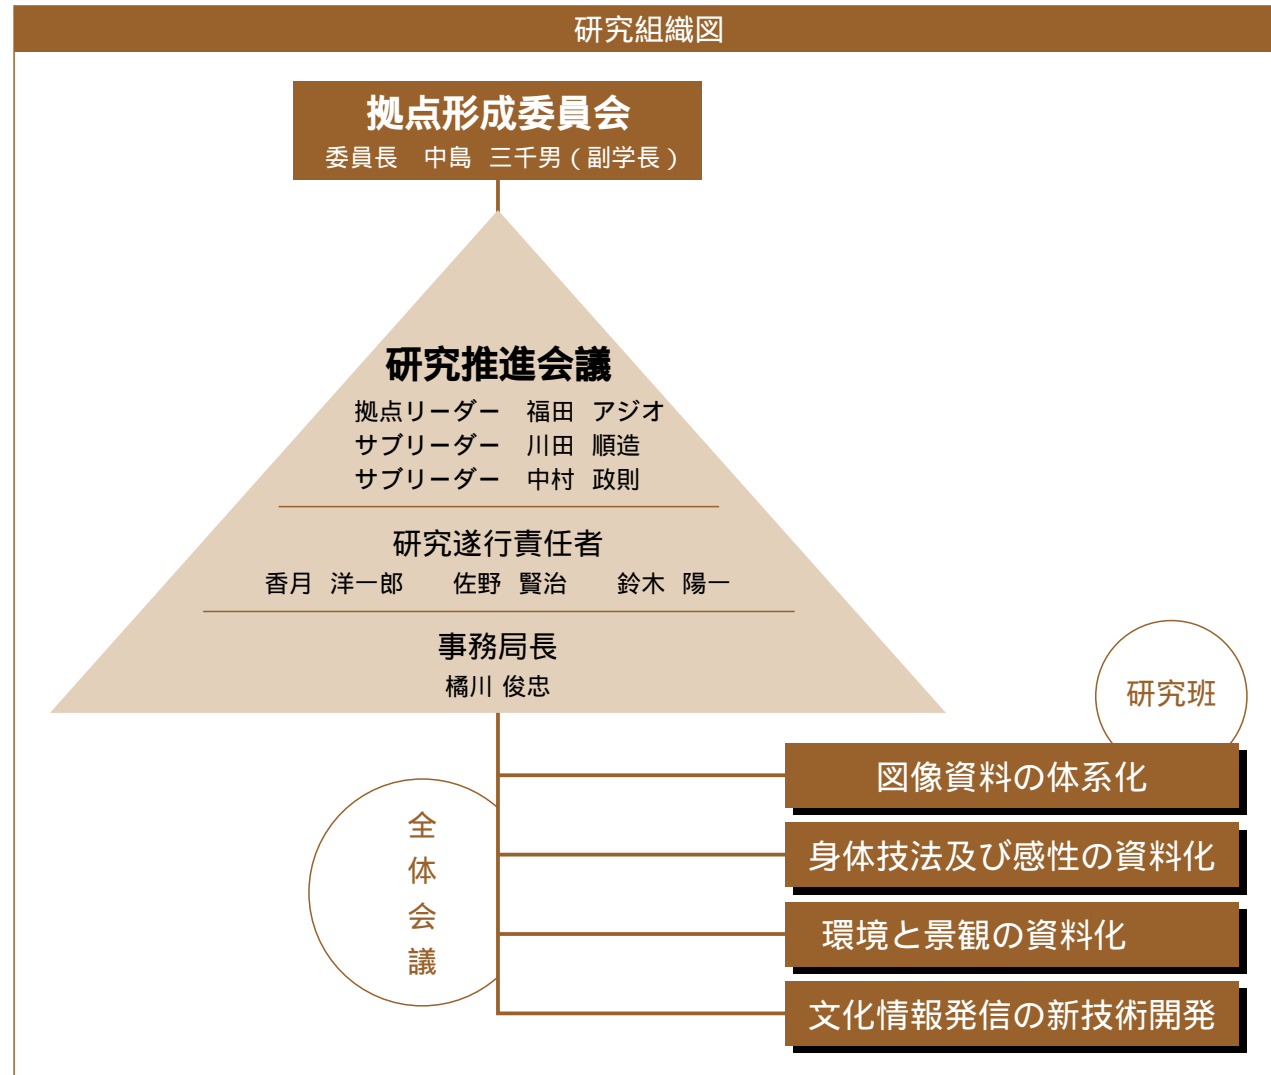 研究組織図
拠点形成委員会
委員長 中島 三千男(副学長)
研究推進会議
拠点リーダー 福田 アジオ
サブリーダー 川田 順造
サブリーダー 中村 政則
研究遂行責任者
香月 洋一郎 佐野 賢治 鈴木 陽一
事務局長
橘川 俊忠
研究班
図像資料の体系化
身体技法及び感性の資料化
環境と景観の資料化
文化情報発信の新技術開発
全
体
会
議